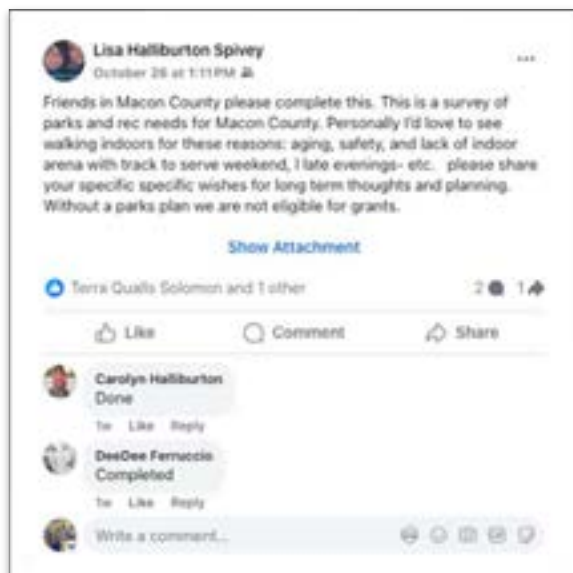 Lisa Halliburton Spivey
October 26 at 1:11 PM
Friends in Macon County please complete this. This is a survey of
parks and rec needs for Macon County. Personally I'd love to see
walking indoors for these reasons: aging, safety, and lack of indoor
arena with track to serve weekend, I late evenings- etc. please share
your specific specific wishes for long term thoughts and planning.
Without a parks plan we are not eligible for grants.
Show Attachment
Terra Qualls Solomon and 1 other 2 1
Like Comment Share
Carolyn Halliburton
Done
1w Like Reply
DeeDee Ferruccio
Completed
1w Like Reply
Write a comment...